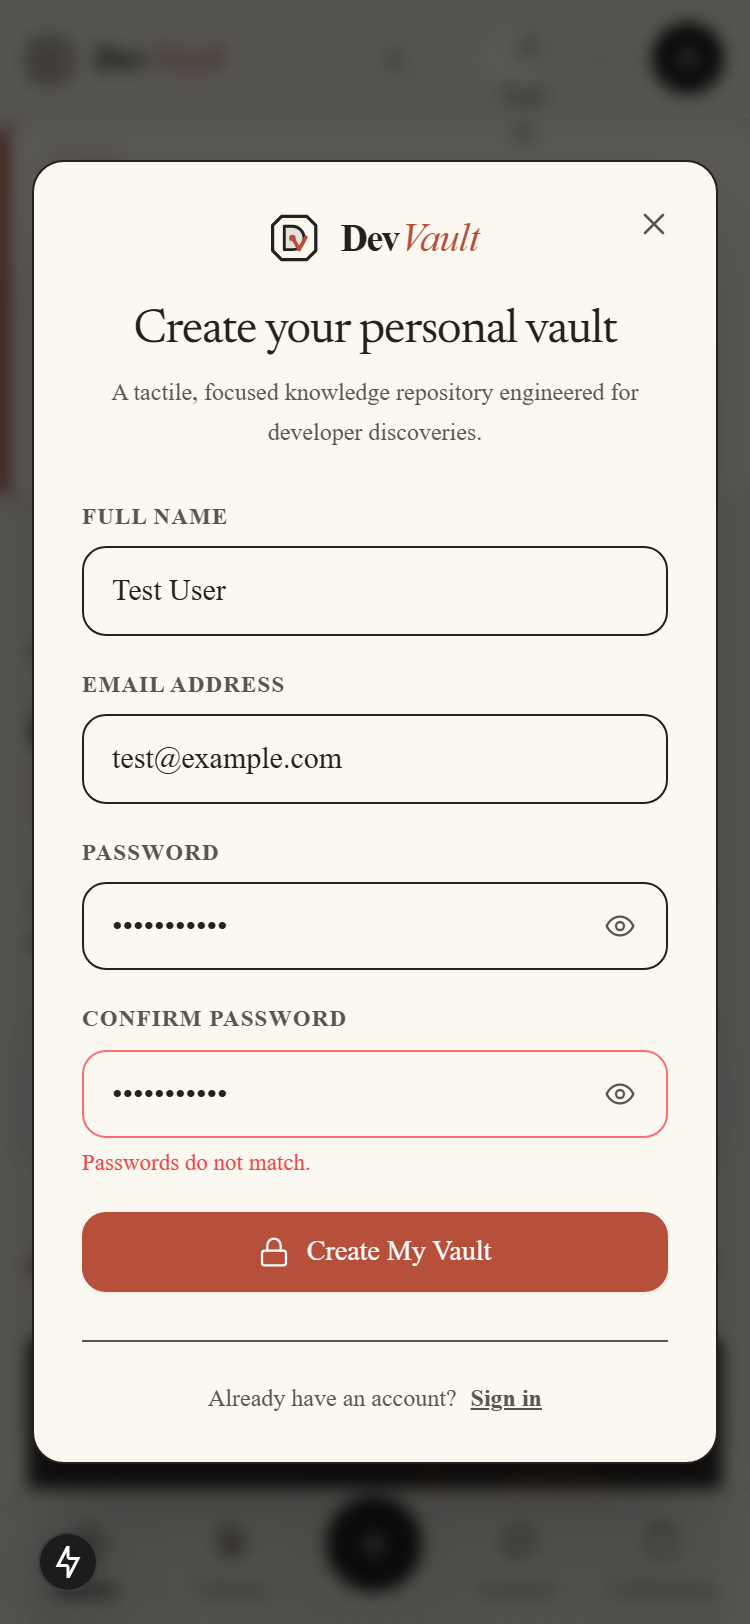 DevVault
Create your personal vault
A tactile, focused knowledge repository engineered for
developer discoveries.
FULL NAME
Test User
EMAIL ADDRESS
test@example.com
PASSWORD
•••••••••••
CONFIRM PASSWORD
•••••••••••
Passwords do not match.
Create My Vault
Already have an account? Sign in